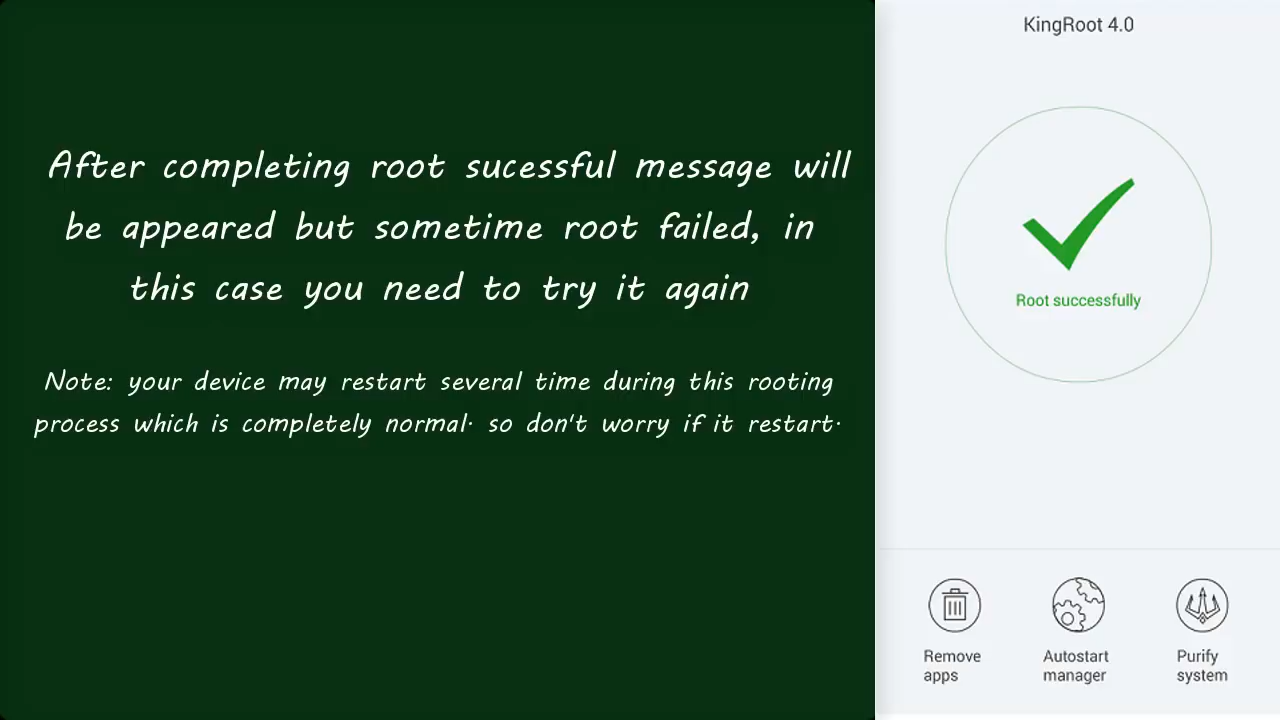 After completing root sucessful message will
be appeared but sometime root failed, in
this case you need to try it again
Note: your device may restart several time during this rooting
process which is completely normal. so don't worry if it restart.
KingRoot 4.0
Root successfully
Remove
apps
Autostart
manager
Purify
system